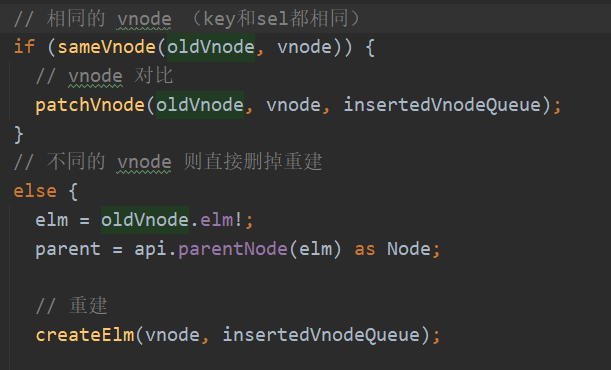 // 相同的 vnode （key和sel都相同）
if (sameVnode(oldVnode, vnode)) {
// vnode 对比
patchVnode(oldVnode, vnode, insertedVnodeQueue);
}
// 不同的 vnode 则直接删掉重建
else {
elm = oldVnode.elm!;
parent = api.parentNode(elm) as Node;
// 重建
createElm(vnode, insertedVnodeQueue);